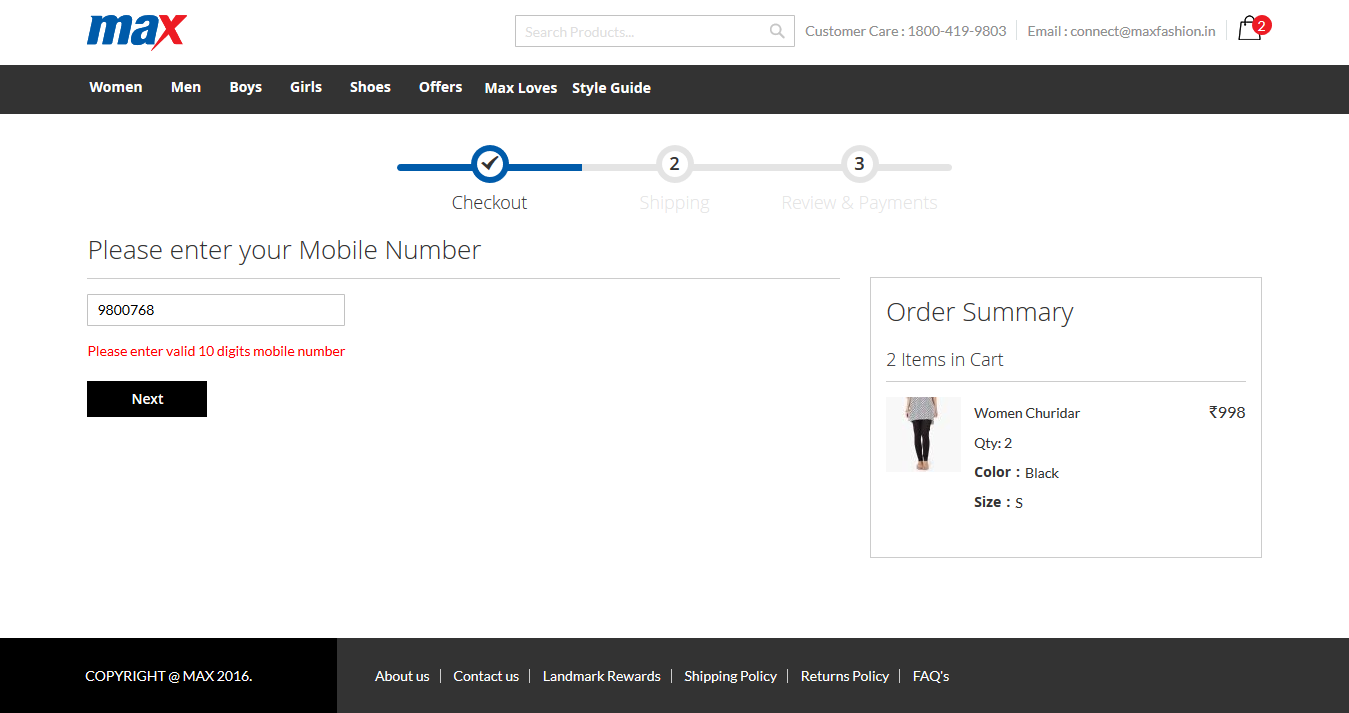 max
Search Products...
Customer Care : 1800-419-9803
Email : connect@maxfashion.in
2
Women Men Boys Girls Shoes Offers Max Loves Style Guide
2 3
Checkout Shipping Review & Payments
Please enter your Mobile Number
9800768
Please enter valid 10 digits mobile number
Next
Order Summary
2 Items in Cart
Women Churidar ₹998
Qty: 2
Color : Black
Size : S
COPYRIGHT @ MAX 2016.
About us Contact us Landmark Rewards Shipping Policy Returns Policy FAQ's